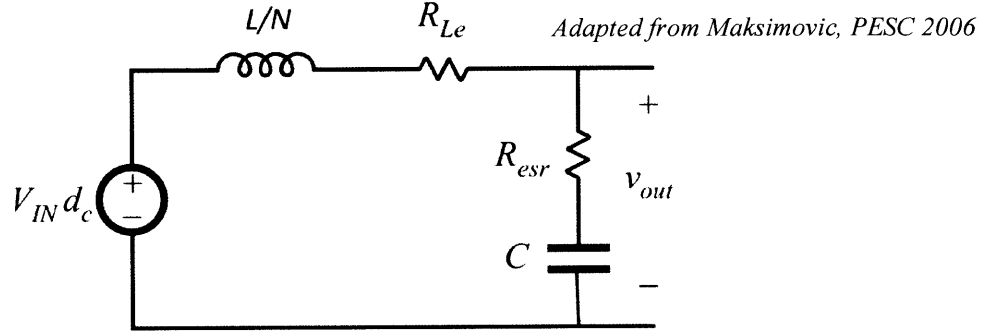 L/N
R_Le
Adapted from Maksimovic, PESC 2006
+
R_esr
v_out
+
V_IN d_c
−
C
−